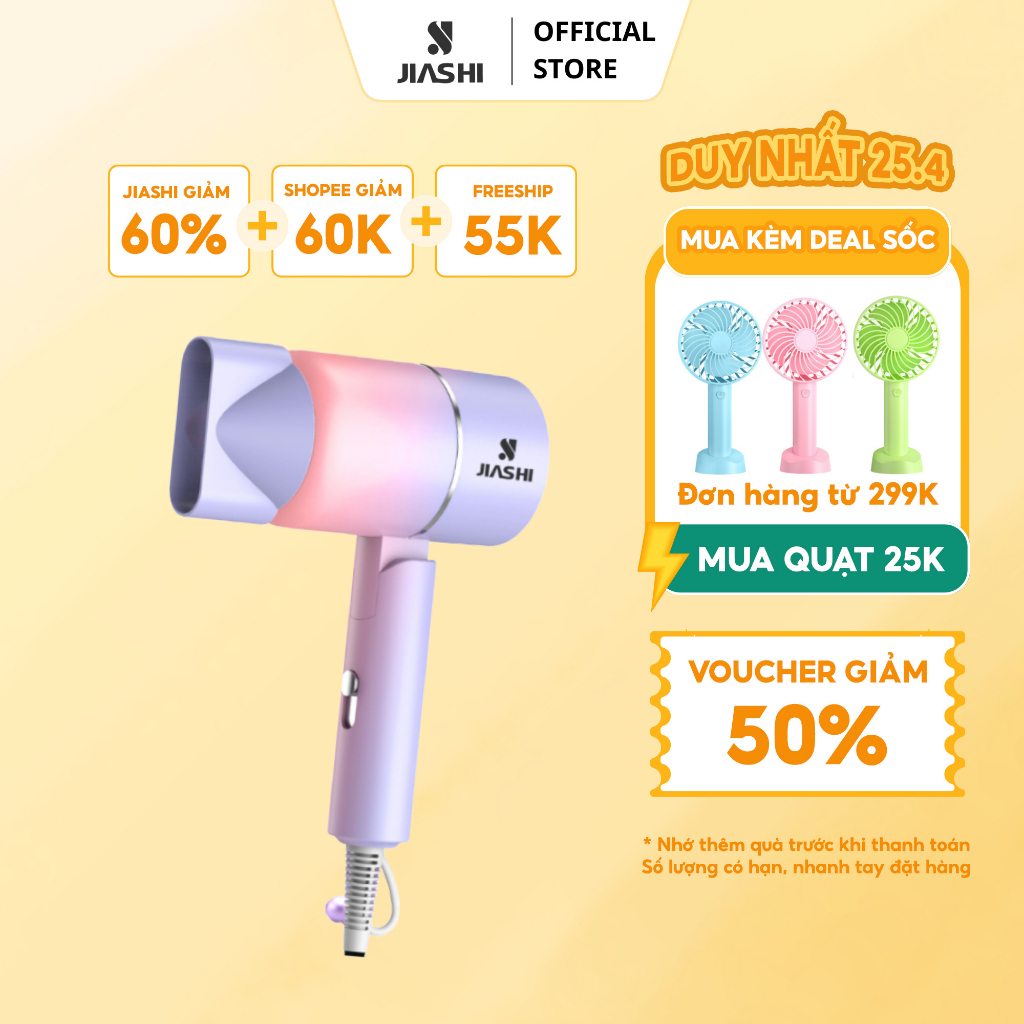 JIASHI
OFFICIAL
STORE
JIASHI GIẢM
60%
+
SHOPEE GIẢM
60K
+
FREESHIP
55K
DUY NHẤT 25.4
MUA KÈM DEAL SỐC
Đơn hàng từ 299K
MUA QUẠT 25K
JIASHI
VOUCHER GIẢM
50%
* Nhớ thêm quà trước khi thanh toán
Số lượng có hạn, nhanh tay đặt hàng